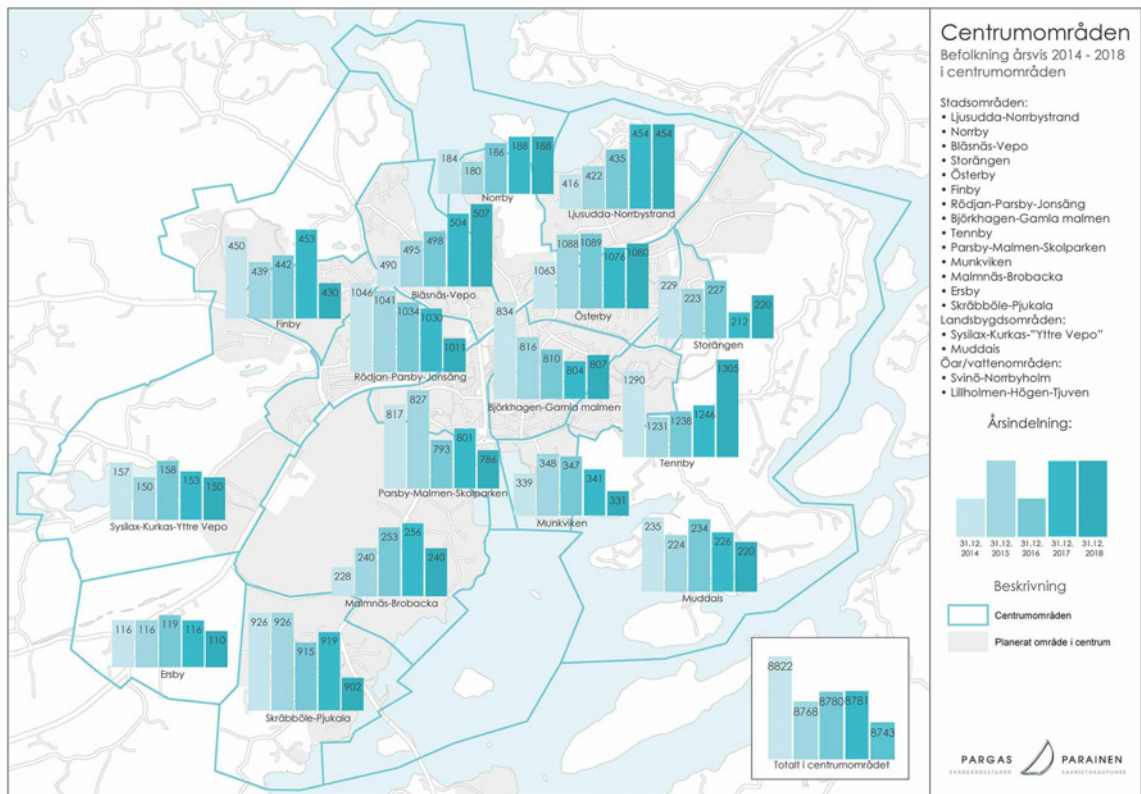 Centrumområden
Befolkning årsvis 2014 - 2018
i centrumområden
Stadsområden:
• Ljusudda-Norrbystrand
• Norrby
• Bläsnäs-Vepo
• Storängen
• Österby
• Finby
• Rödjan-Parsby-Jonsäng
• Björkhagen-Gamla malmen
• Tennby
• Parsby-Malmen-Skolparken
• Munkviken
• Malmnäs-Brobacka
• Ersby
• Skräbböle-Pjukala
Landsbygdsområden:
• Sysilax-Kurkas-"Yttre Vepo"
• Muddais
Öar/vattenområden:
• Svinö-Norrbyholm
• Lillholmen-Högen-Tjuven
Årsindelning:
31.12. 31.12. 31.12. 31.12. 31.12.
2014 2015 2016 2017 2018
Beskrivning
Centrumområden
Planerat område i centrum
PARGAS PARAINEN
SKÄRGÅRDSSTADEN SAARISTOKAUPUNKI
184 180 186 188 188
Norrby
416 422 435 454 454
Ljusudda-Norrbystrand
450 439 442 453 430
Finby
490 495 498 504 507
Bläsnäs-Vepo
1063 1088 1089 1076 1080
Österby
229 223 227 212 220
Storängen
1046 1041 1034 1030 1011
Rödjan-Parsby-Jonsäng
834 816 810 804 807
Björkhagen-Gamla malmen
1290 1231 1238 1246 1305
Tennby
817 827 793 801 786
Parsby-Malmen-Skolparken
339 348 347 341 331
Munkviken
157 150 158 153 150
Sysilax-Kurkas-Yttre Vepo
228 240 253 256 240
Malmnäs-Brobacka
235 224 234 226 220
Muddais
116 116 119 116 110
Ersby
926 926 915 919 902
Skräbböle-Pjukala
8822 8768 8780 8781 8743
Totalt i centrumområdet